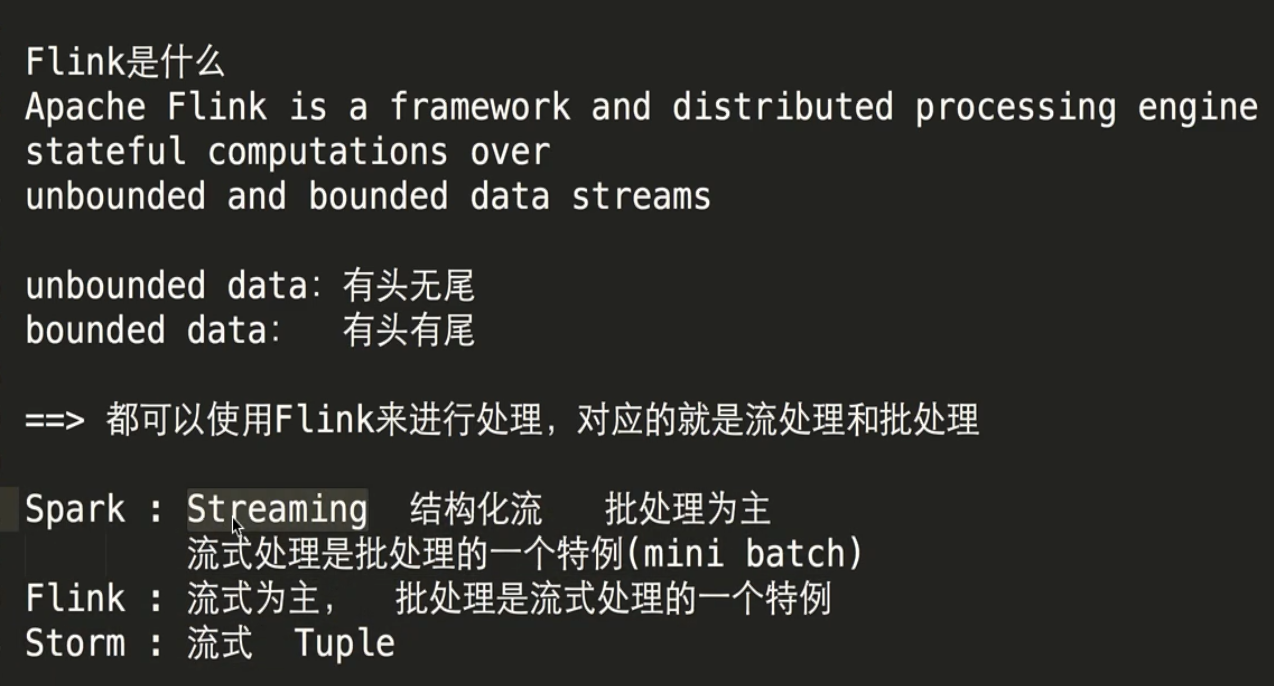 Flink是什么
Apache Flink is a framework and distributed processing engine
stateful computations over
unbounded and bounded data streams
unbounded data：有头无尾
bounded data：  有头有尾
==> 都可以使用Flink来进行处理，对应的就是流处理和批处理
Spark : Streaming  结构化流   批处理为主
流式处理是批处理的一个特例(mini batch)
Flink : 流式为主，  批处理是流式处理的一个特例
Storm : 流式  Tuple